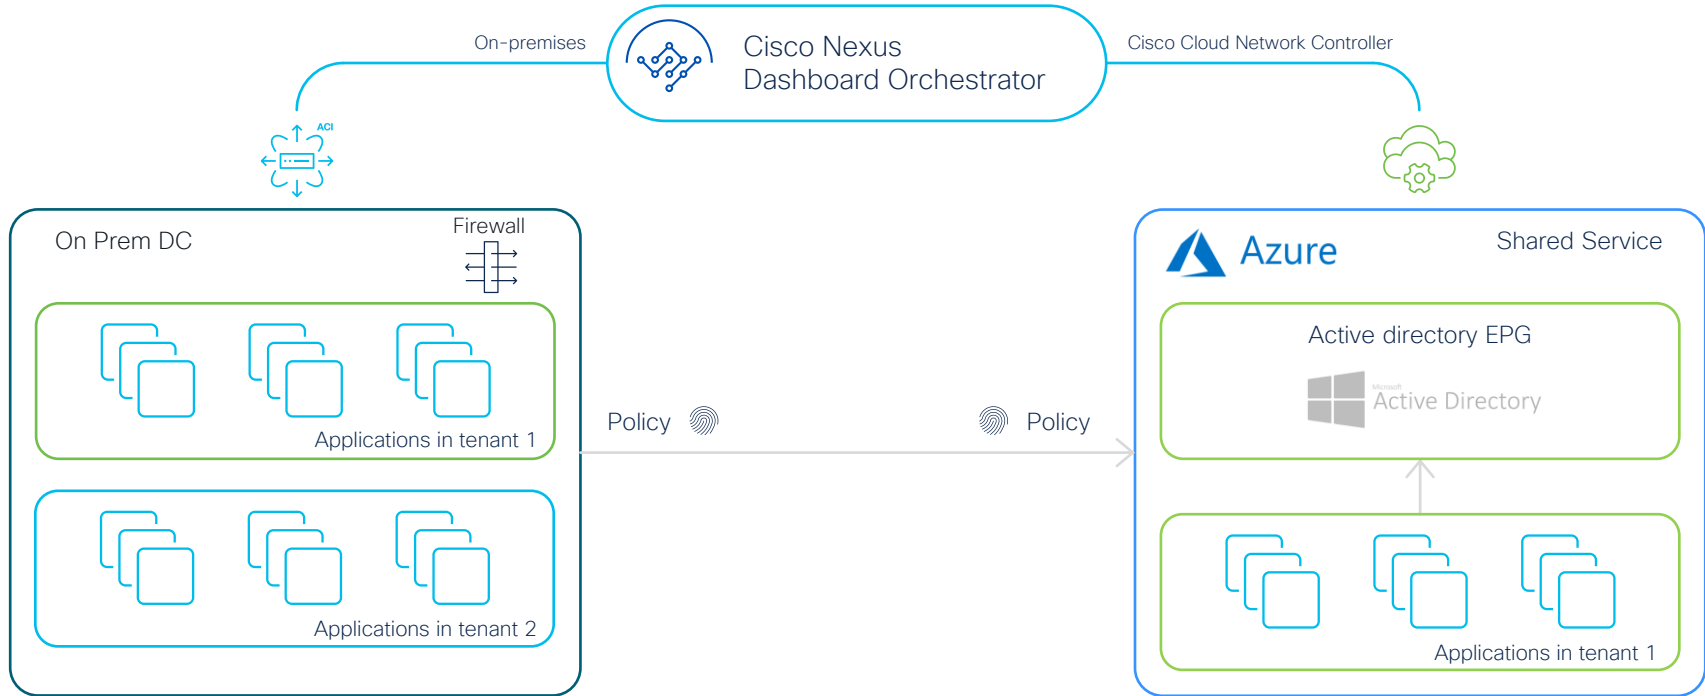 On-premises
Cisco Nexus
Dashboard Orchestrator
Cisco Cloud Network Controller
ACI
On Prem DC
Firewall
Applications in tenant 1
Applications in tenant 2
Policy
Policy
Azure
Shared Service
Active directory EPG
Microsoft
Active Directory
Applications in tenant 1